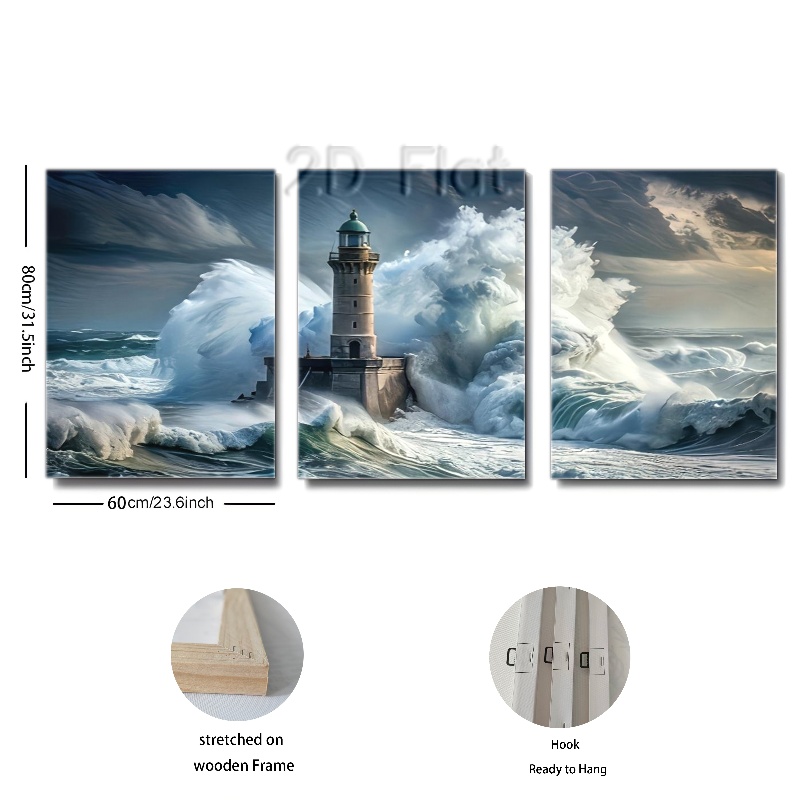 2D Flat
80cm/31.5inch
60cm/23.6inch
stretched on
wooden Frame
Hook
Ready to Hang